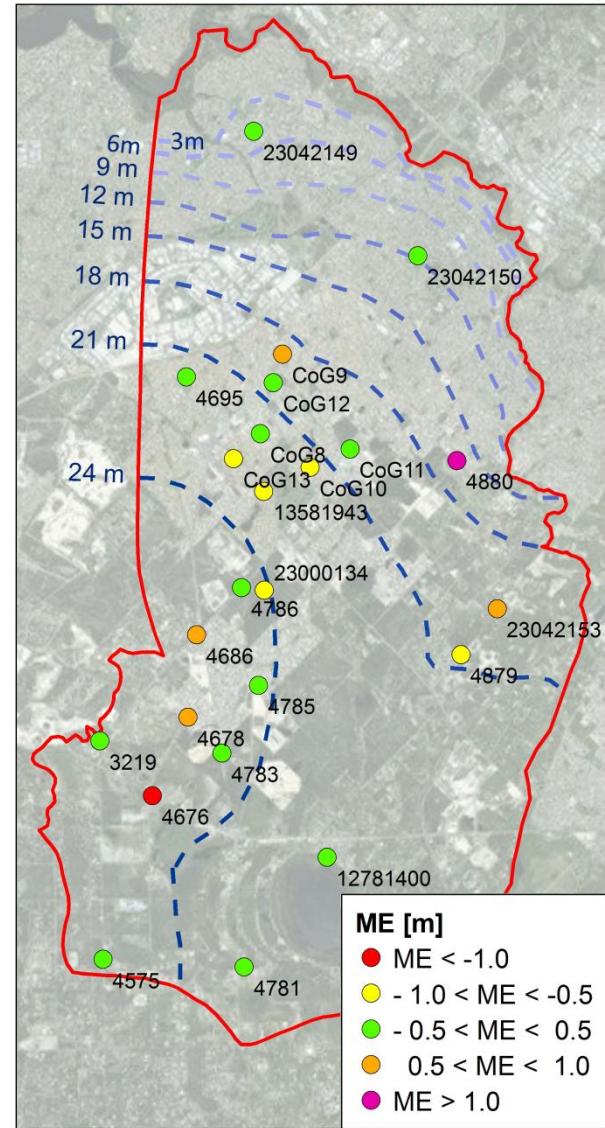 3m
6m
23042149
9 m
12 m
15 m
23042150
18 m
21 m
CoG9
4695
CoG12
CoG8
CoG11
CoG13
CoG10
4880
24 m
13581943
23000134
4786
23042153
4686
4879
4785
4678
3219
4783
4676
12781400
4575
4781
ME [m]
ME < -1.0
- 1.0 < ME < -0.5
- 0.5 < ME < 0.5
0.5 < ME < 1.0
ME > 1.0